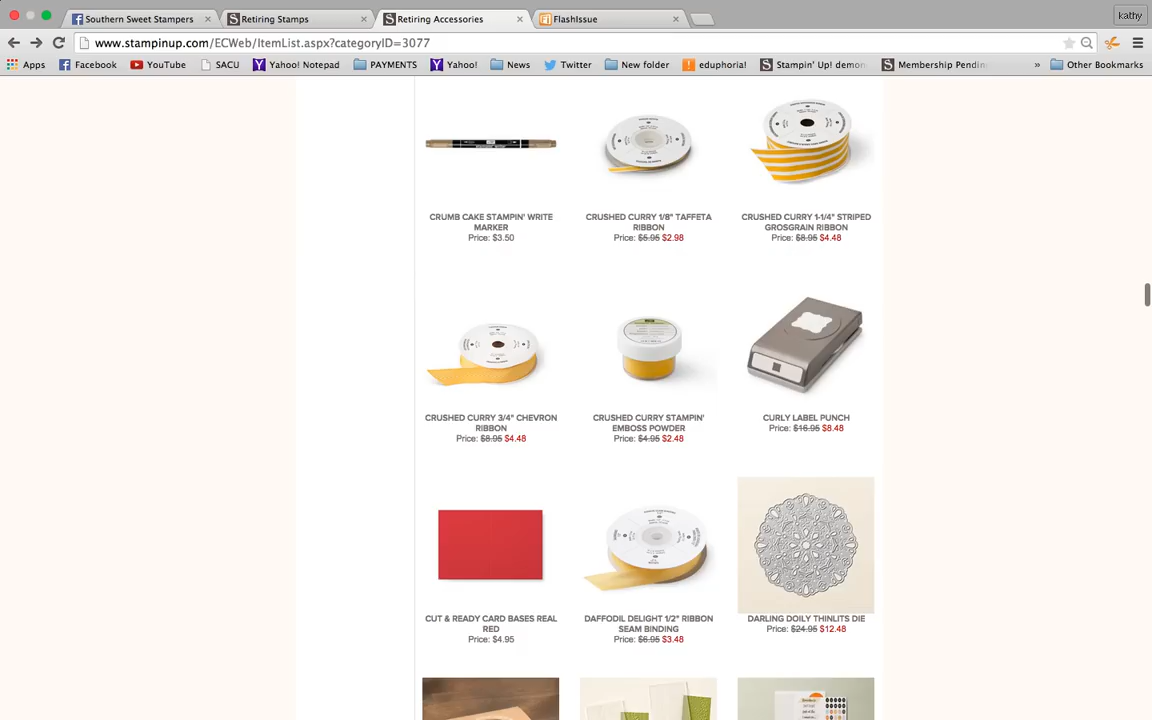 Southern Sweet Stampers
Retiring Stamps
Retiring Accessories
FlashIssue
kathy
www.stampinup.com/ECWeb/ItemList.aspx?categoryID=3077
Apps
Facebook
YouTube
SACU
Yahoo! Notepad
PAYMENTS
Yahoo!
News
Twitter
New folder
eduphoria!
Stampin' Up! demon
Membership Pendin
»
Other Bookmarks
CRUMB CAKE STAMPIN' WRITE
MARKER
Price: $3.50
CRUSHED CURRY 1/8" TAFFETA
RIBBON
Price: $5.95 $2.98
CRUSHED CURRY 1-1/4" STRIPED
GROSGRAIN RIBBON
Price: $8.95 $4.48
CRUSHED CURRY 3/4" CHEVRON
RIBBON
Price: $8.95 $4.48
CRUSHED CURRY STAMPIN'
EMBOSS POWDER
Price: $4.95 $2.48
CURLY LABEL PUNCH
Price: $16.95 $8.48
CUT & READY CARD BASES REAL
RED
Price: $4.95
DAFFODIL DELIGHT 1/2" RIBBON
SEAM BINDING
Price: $6.95 $3.48
DARLING DOILY THINLITS DIE
Price: $24.95 $12.48